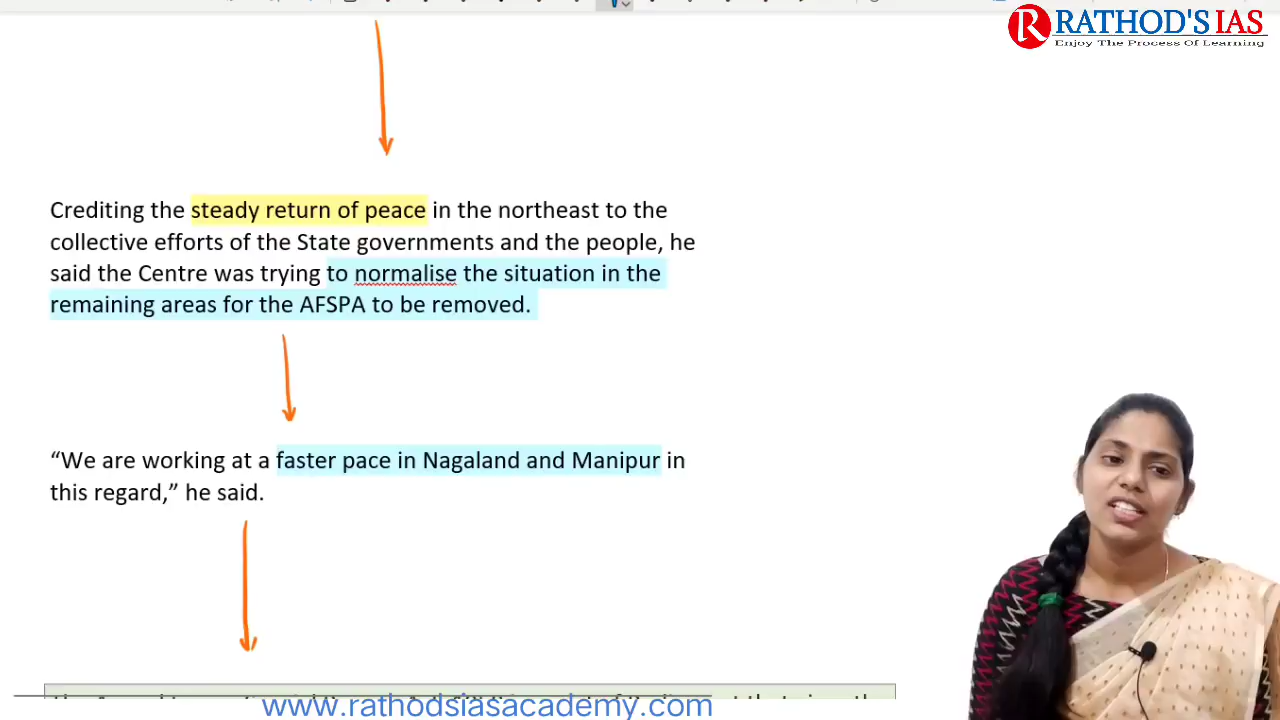 RATHOD'S IAS
Enjoy The Process Of Learning
Crediting the steady return of peace in the northeast to the
collective efforts of the State governments and the people, he
said the Centre was trying to normalise the situation in the
remaining areas for the AFSPA to be removed.
“We are working at a faster pace in Nagaland and Manipur in
this regard,” he said.
www.rathodsiasacademy.com